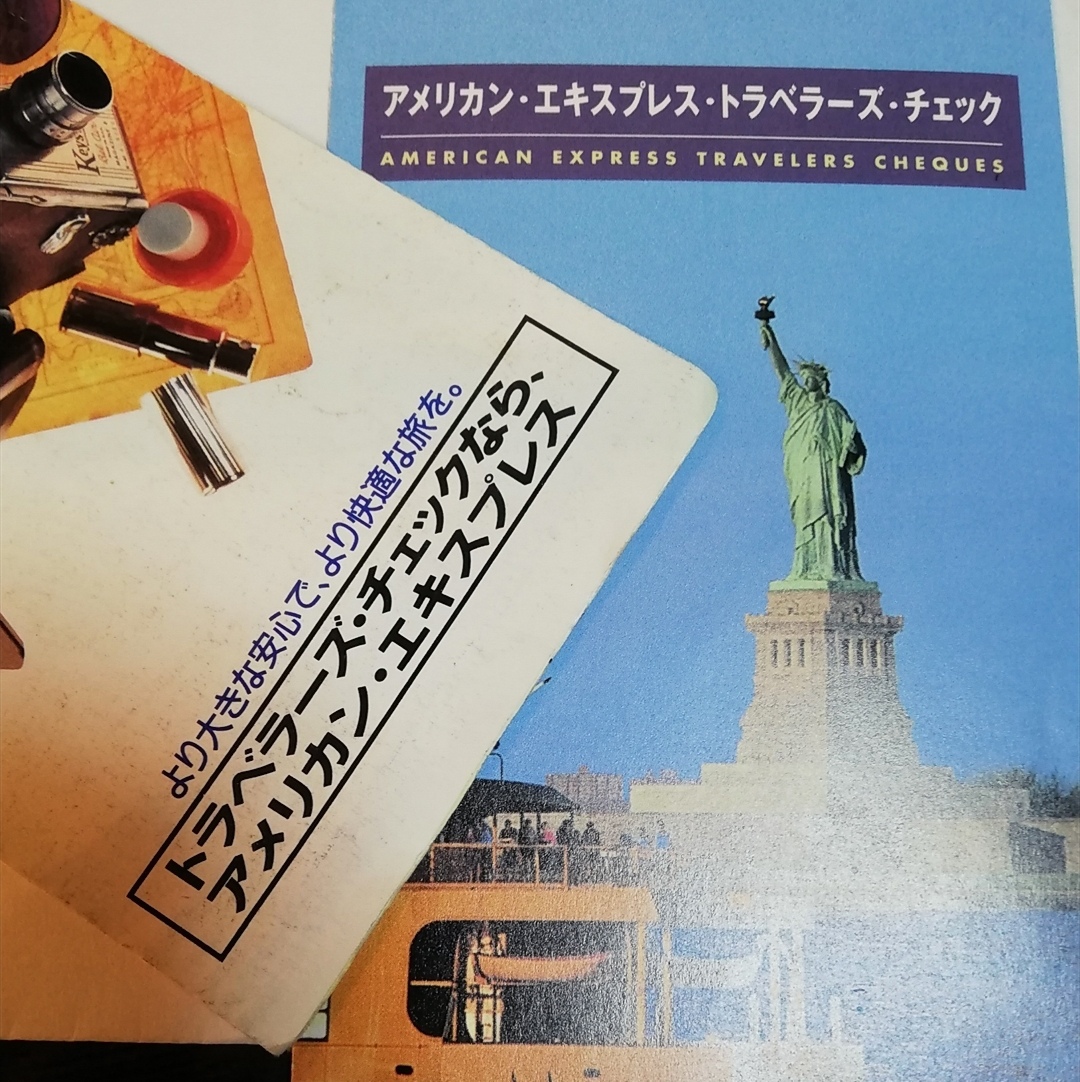 アメリカン・エキスプレス・トラベラーズ・チェック
AMERICAN EXPRESS TRAVELERS CHEQUES
より大きな安心で、より快適な旅を。
トラベラーズ・チェックなら、
アメリカン・エキスプレス